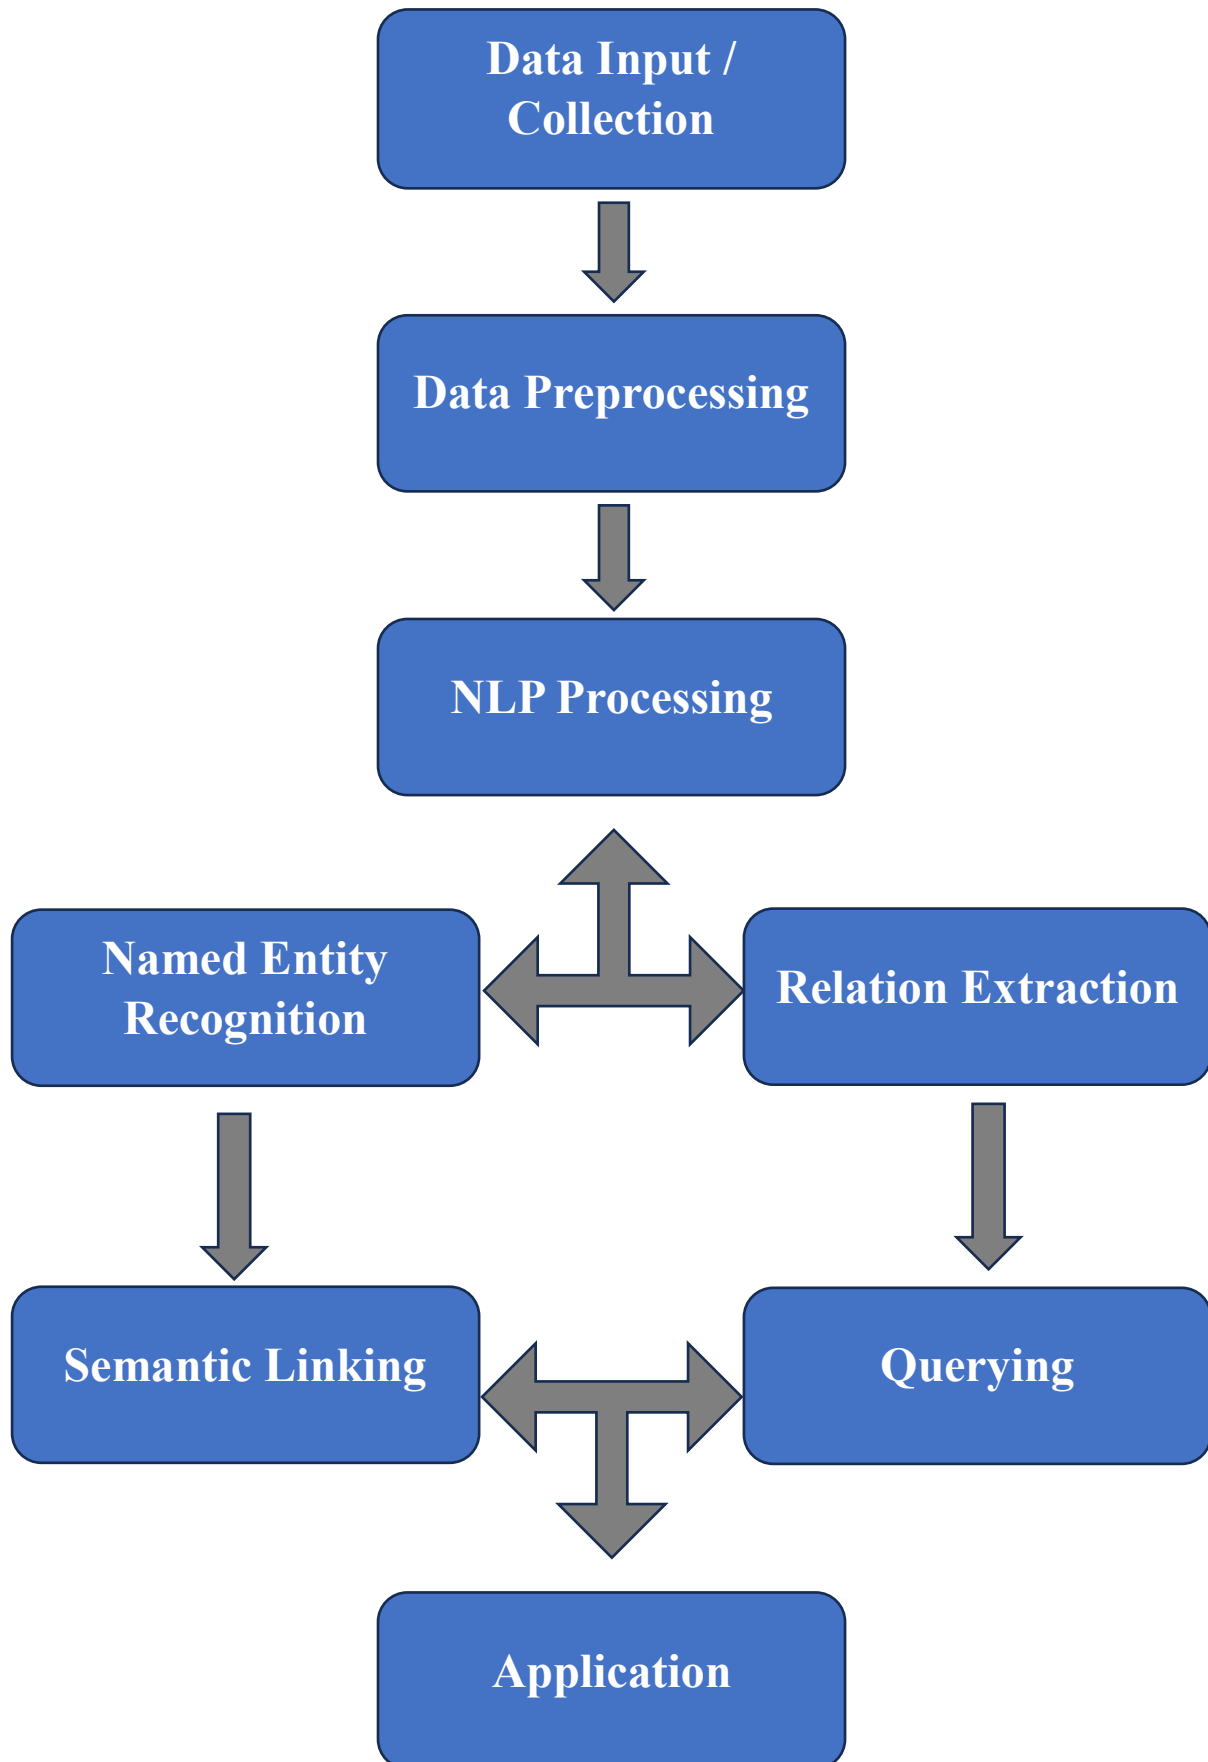 Data Input /
Collection
Data Preprocessing
NLP Processing
Named Entity
Recognition
Relation Extraction
Semantic Linking
Querying
Application